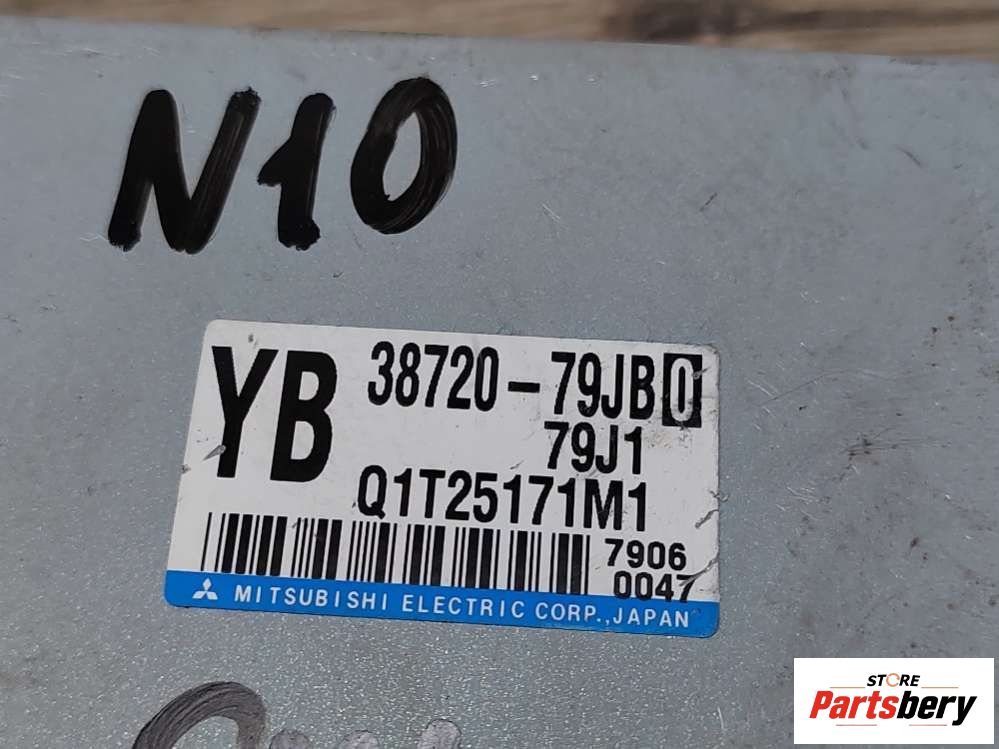 N10
YB
38720-79JB0
79J1
Q1T25171M1
7906
0047
MITSUBISHI ELECTRIC CORP.,JAPAN
STORE
Partsbery